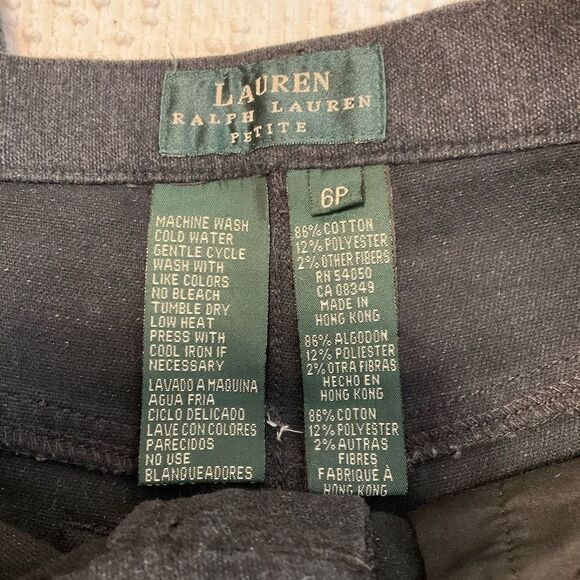 LAUREN
RALPH LAUREN
PETITE
MACHINE WASH
COLD WATER
GENTLE CYCLE
WASH WITH
LIKE COLORS
NO BLEACH
TUMBLE DRY
LOW HEAT
PRESS WITH
COOL IRON IF
NECESSARY
LAVADO A MAQUINA
AGUA FRIA
CICLO DELICADO
LAVE CON COLORES
PARECIDOS
NO USE
BLANQUEADORES
6P
86% COTTON
12% POLYESTER
2% OTHER FIBERS
RN 54050
CA 08349
MADE IN
HONG KONG
86% ALGODON
12% POLIESTER
2% OTRA FIBRAS
HECHO EN
HONG KONG
86% COTON
12% POLYESTER
2% AUTRAS
FIBRES
FABRIQUÉ À
HONG KONG